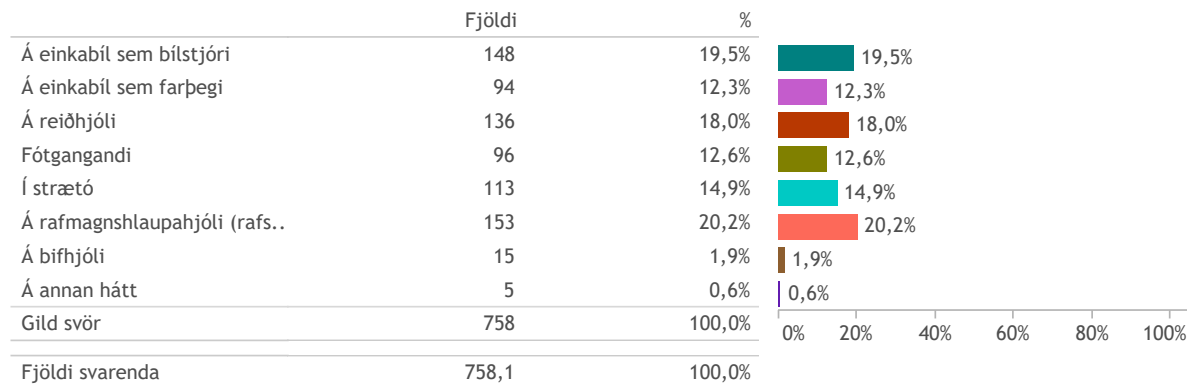 Fjöldi %
Á einkabíl sem bílstjóri 148 19,5% 19,5%
Á einkabíl sem farþegi 94 12,3% 12,3%
Á reiðhjóli 136 18,0% 18,0%
Fótgangandi 96 12,6% 12,6%
Í strætó 113 14,9% 14,9%
Á rafmagnshlaupahjóli (rafs.. 153 20,2% 20,2%
Á bifhjóli 15 1,9% 1,9%
Á annan hátt 5 0,6% 0,6%
Gild svör 758 100,0%
0% 20% 40% 60% 80% 100%
Fjöldi svarenda 758,1 100,0%